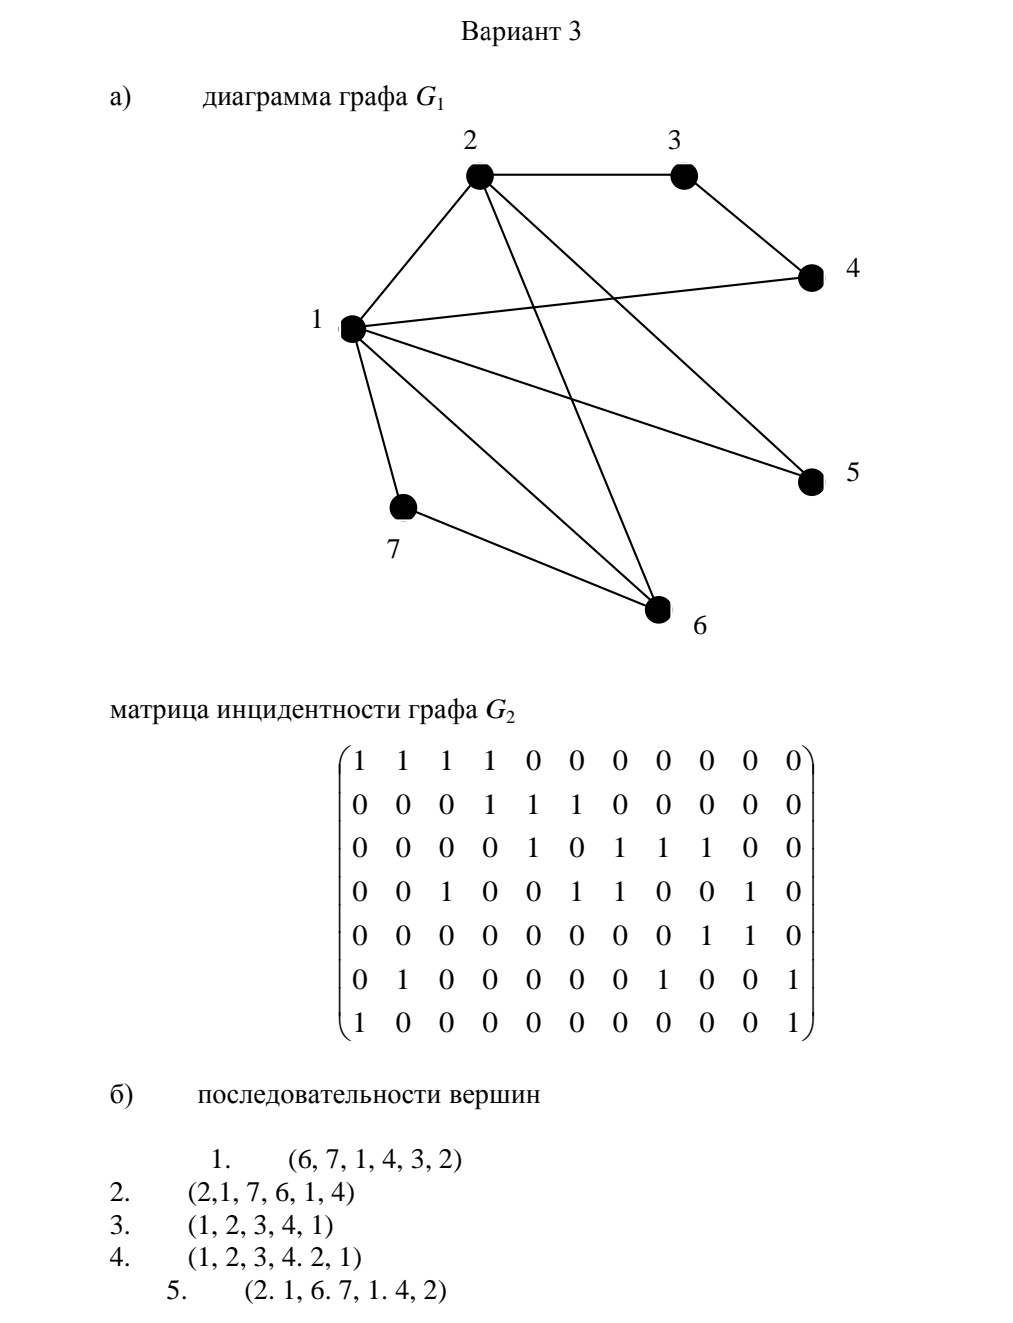 Вариант 3
а) диаграмма графа G1
2 3
4
1
5
7
6
матрица инцидентности графа G2
1 1 1 1 0 0 0 0 0 0 0
0 0 0 1 1 1 0 0 0 0 0
0 0 0 0 1 0 1 1 1 0 0
0 0 1 0 0 1 1 0 0 1 0
0 0 0 0 0 0 0 0 1 1 0
0 1 0 0 0 0 0 1 0 0 1
1 0 0 0 0 0 0 0 0 0 1
б) последовательности вершин
1. (6, 7, 1, 4, 3, 2)
2. (2,1, 7, 6, 1, 4)
3. (1, 2, 3, 4, 1)
4. (1, 2, 3, 4. 2, 1)
5. (2. 1, 6. 7, 1. 4, 2)